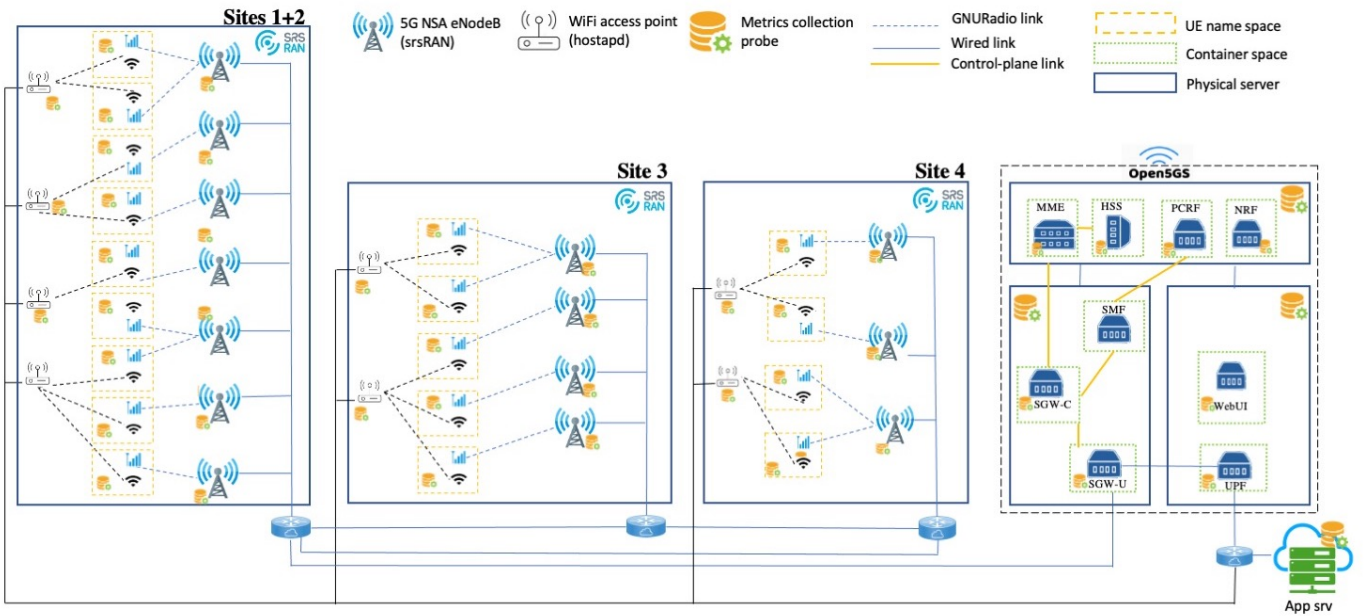 Sites 1+2
SRS
RAN
5G NSA eNodeB
(srsRAN)
WiFi access point
(hostapd)
Metrics collection
probe
GNURadio link
Wired link
Control-plane link
UE name space
Container space
Physical server
Site 3
SRS
RAN
Site 4
SRS
RAN
Open5GS
MME
HSS
PCRF
NRF
SMF
SGW-C
WebUI
SGW-U
UPF
App srv